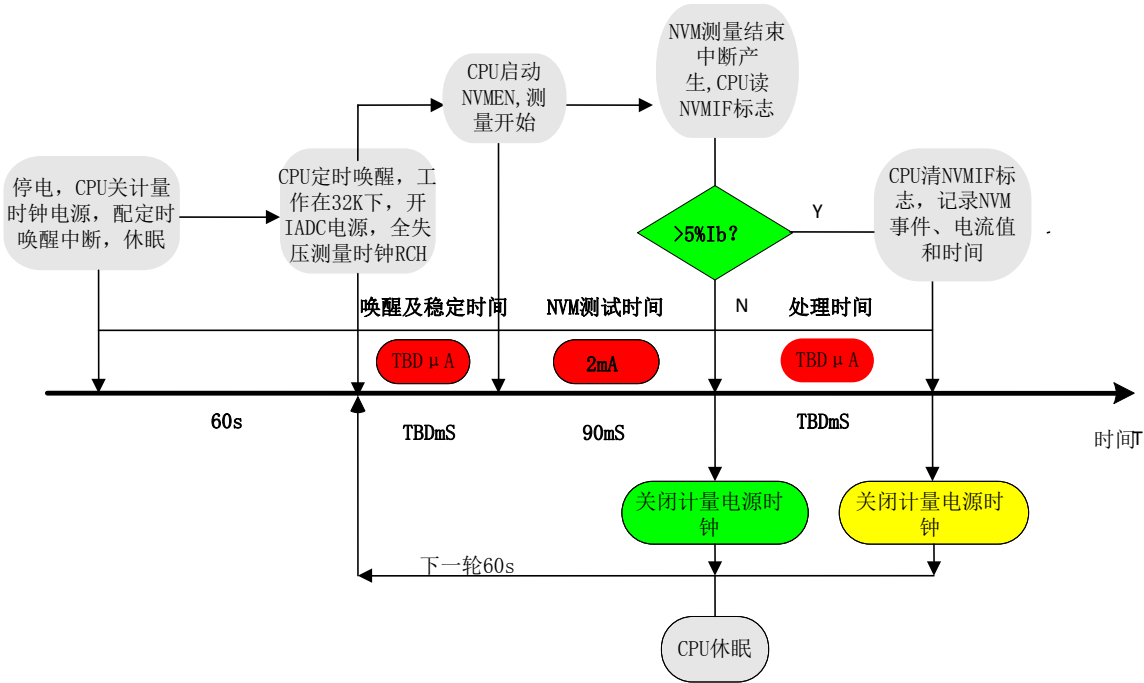 NVM测量结束
中断产
生,CPU读
NVMIF标志
CPU启动
NVMEN,测
量开始
停电，CPU关计量
时钟电源，配定时
唤醒中断，休眠
CPU定时唤醒，工
作在32K下，开
IADC电源，全失
压测量时钟RCH
>5%Ib？
Y
CPU清NVMIF标
志，记录NVM
事件、电流值
和时间
唤醒及稳定时间
NVM测试时间
N
处理时间
TBDμA
2mA
TBDμA
60s
TBDmS
90mS
TBDmS
时间T
关闭计量电源时
钟
关闭计量电源时
钟
下一轮60s
CPU休眠